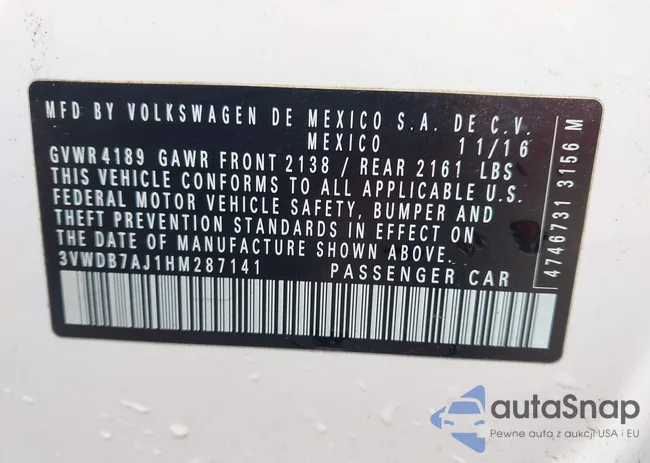 MFD BY VOLKSWAGEN DE MEXICO S.A. DE C.V.
MEXICO 11/16
GVWR 4189 GAWR FRONT 2138 / REAR 2161 LBS
THIS VEHICLE CONFORMS TO ALL APPLICABLE U.S.
FEDERAL MOTOR VEHICLE SAFETY, BUMPER AND
THEFT PREVENTION STANDARDS IN EFFECT ON
THE DATE OF MANUFACTURE SHOWN ABOVE.
3VWDB7AJ1HM287141 PASSENGER CAR
4746731 3156 M
autaSnap
Pewne auta z aukcji USA i EU